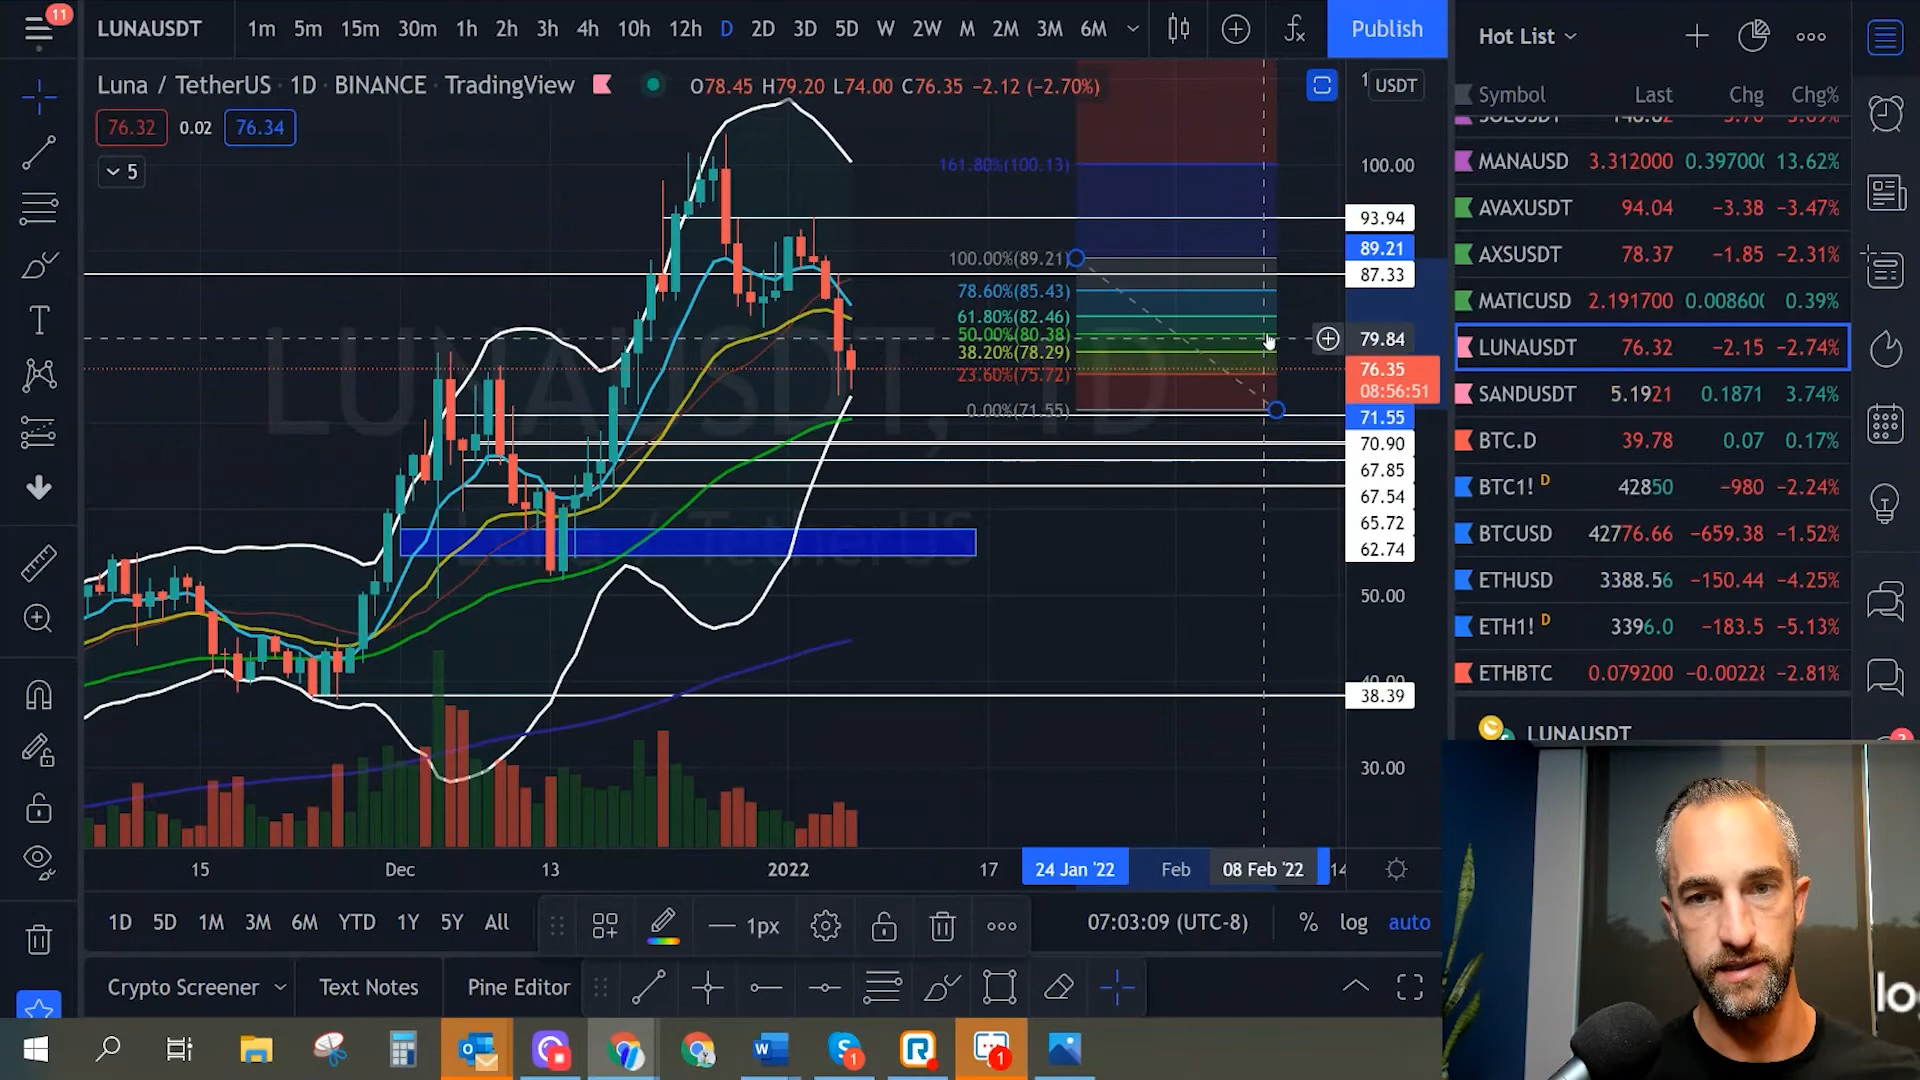 11
LUNAUSDT 1m 5m 15m 30m 1h 2h 3h 4h 10h 12h D 2D 3D 5D W 2W M 2M 3M 6M Publish
Luna / TetherUS · 1D · BINANCE · TradingView O78.45 H79.20 L74.00 C76.35 −2.12 (−2.70%)
USDT
76.32 0.02 76.34
5
161.80%(100.13)
100.00%(89.21)
78.60%(85.43)
61.80%(82.46)
50.00%(80.38)
38.20%(78.29)
23.60%(75.72)
0.00%(71.55)
LUNAUSDT, 1D
Luna / TetherUS
100.00
93.94
89.21
87.33
79.84
76.35
08:56:51
71.55
70.90
67.85
67.54
65.72
62.74
50.00
40.00
38.39
30.00
15 Dec 13 2022 17 24 Jan '22 Feb 08 Feb '22 14
1D 5D 1M 3M 6M YTD 1Y 5Y All 1px 07:03:09 (UTC-8) % log auto
Crypto Screener Text Notes Pine Editor
Hot List
Symbol Last Chg Chg%
MANAUSD 3.312000 0.39700 13.62%
AVAXUSDT 94.04 −3.38 −3.47%
AXSUSDT 78.37 −1.85 −2.31%
MATICUSD 2.191700 0.00860 0.39%
LUNAUSDT 76.32 −2.15 −2.74%
SANDUSDT 5.1921 0.1871 3.74%
BTC.D 39.78 0.07 0.17%
BTC1! D 42850 −980 −2.24%
BTCUSD 42776.66 −659.38 −1.52%
ETHUSD 3388.56 −150.44 −4.25%
ETH1! D 3396.0 −183.5 −5.13%
ETHBTC 0.079200 −0.00228 −2.81%
LUNAUSDT
lo
W S 1 R 1